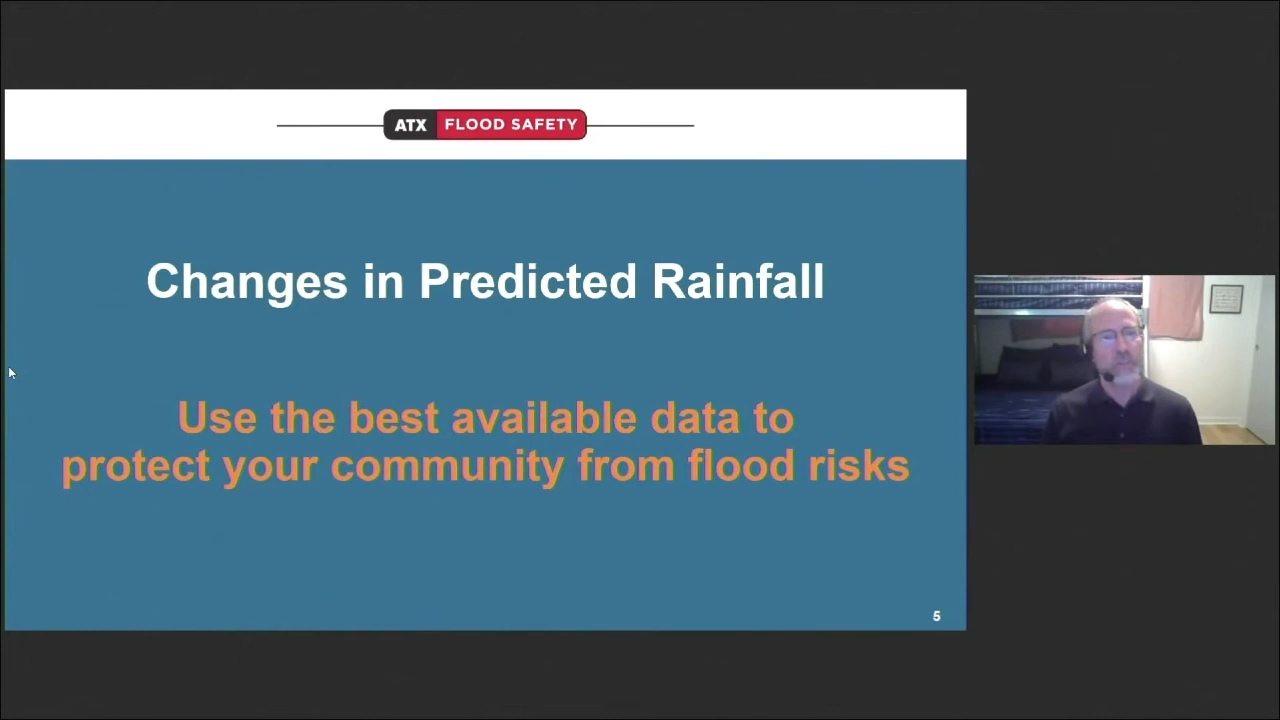 ATX FLOOD SAFETY
Changes in Predicted Rainfall
Use the best available data to
protect your community from flood risks
5